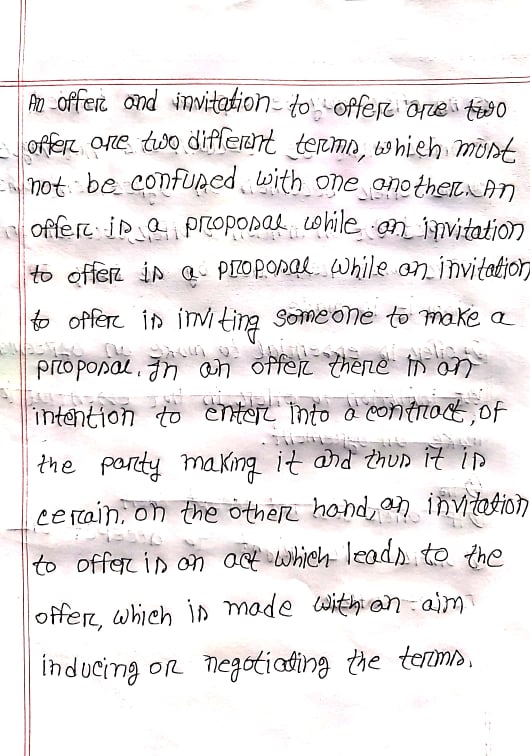 An offer and invitation to offer are two
offer are two different terms, which must
not be confused with one another. An
offer is a proposal while an invitation
to offer is a proposal while an invitation
to offer is inviting someone to make a
proposal. In an offer there is an
intention to enter into a contract, of
the party making it and thus it is
cerrain. on the other hand, an invitation
to offer is an act which leads to the
offer, which is made with an aim
inducing or negotiating the terms.